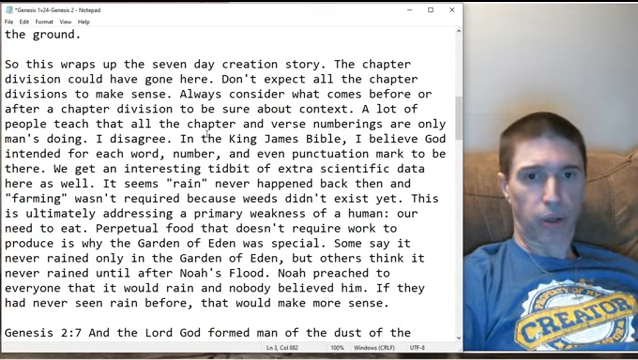 *Genesis 1v24-Genesis 2 - Notepad
File Edit Format View Help
the ground.
So this wraps up the seven day creation story. The chapter
division could have gone here. Don't expect all the chapter
divisions to make sense. Always consider what comes before or
after a chapter division to be sure about context. A lot of
people teach that all the chapter and verse numberings are only
man's doing. I disagree. In the King James Bible, I believe God
intended for each word, number, and even punctuation mark to be
there. We get an interesting tidbit of extra scientific data
here as well. It seems "rain" never happened back then and
"farming" wasn't required because weeds didn't exist yet. This
is ultimately addressing a primary weakness of a human: our
need to eat. Perpetual food that doesn't require work to
produce is why the Garden of Eden was special. Some say it
never rained only in the Garden of Eden, but others think it
never rained until after Noah's Flood. Noah preached to
everyone that it would rain and nobody believed him. If they
had never seen rain before, that would make more sense.
Genesis 2:7 And the Lord God formed man of the dust of the
Ln 3, Col 882 100% Windows (CRLF) UTF-8
PROPERTY OF
CREATOR